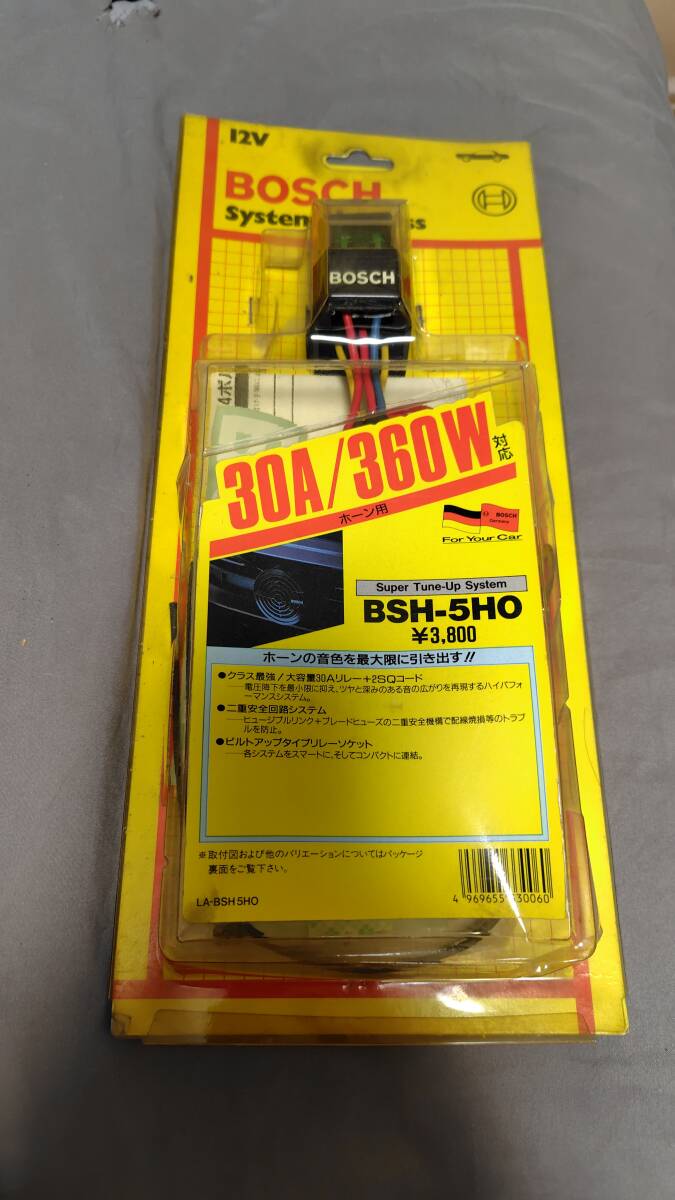 12V
BOSCH
System
ss
BOSCH
30A/360W対応
ホーン用
BOSCH
Germany
For Your Car
Super Tune-Up System
BSH-5HO
¥3,800
ホーンの音色を最大限に引き出す!!
●クラス最強/大容量30Aリレー+2SQコード
──電圧降下を最小限に抑え、ツヤと深みのある音の広がりを再現するハイパフォ
ーマンスシステム。
●二重安全回路システム
──ヒュージブルリンク+ブレードヒューズの二重安全機構で配線焼損等のトラブ
ルを防止。
●ビルトアップタイプリレーソケット
──各システムをスマートに、そしてコンパクトに連結。
※取付図および他のバリエーションについてはパッケージ
裏面をご覧下さい。
LA-BSH5HO
4 969655 330060